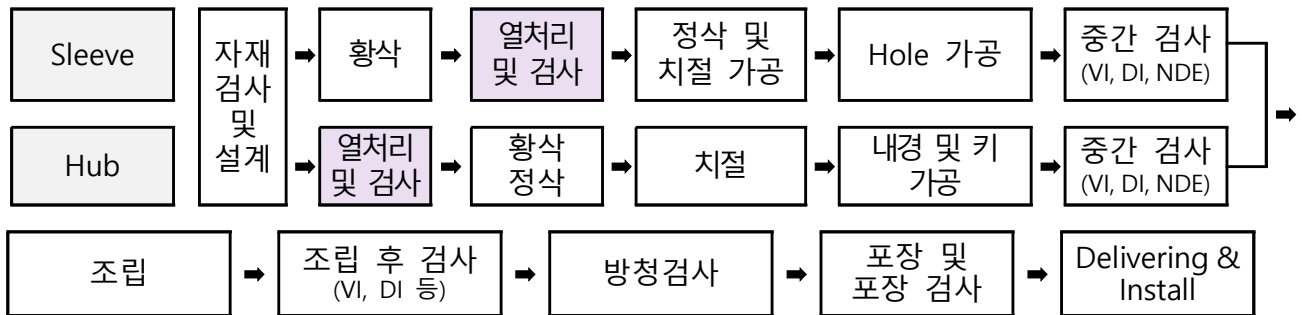 Sleeve
자재
검사
및
설계
황삭
열처리
및 검사
정삭 및
치절 가공
Hole 가공
중간 검사
(VI, DI, NDE)
Hub
열처리
및 검사
황삭
정삭
치절
내경 및 키
가공
중간 검사
(VI, DI, NDE)
조립
조립 후 검사
(VI, DI 등)
방청검사
포장 및
포장 검사
Delivering &
Install